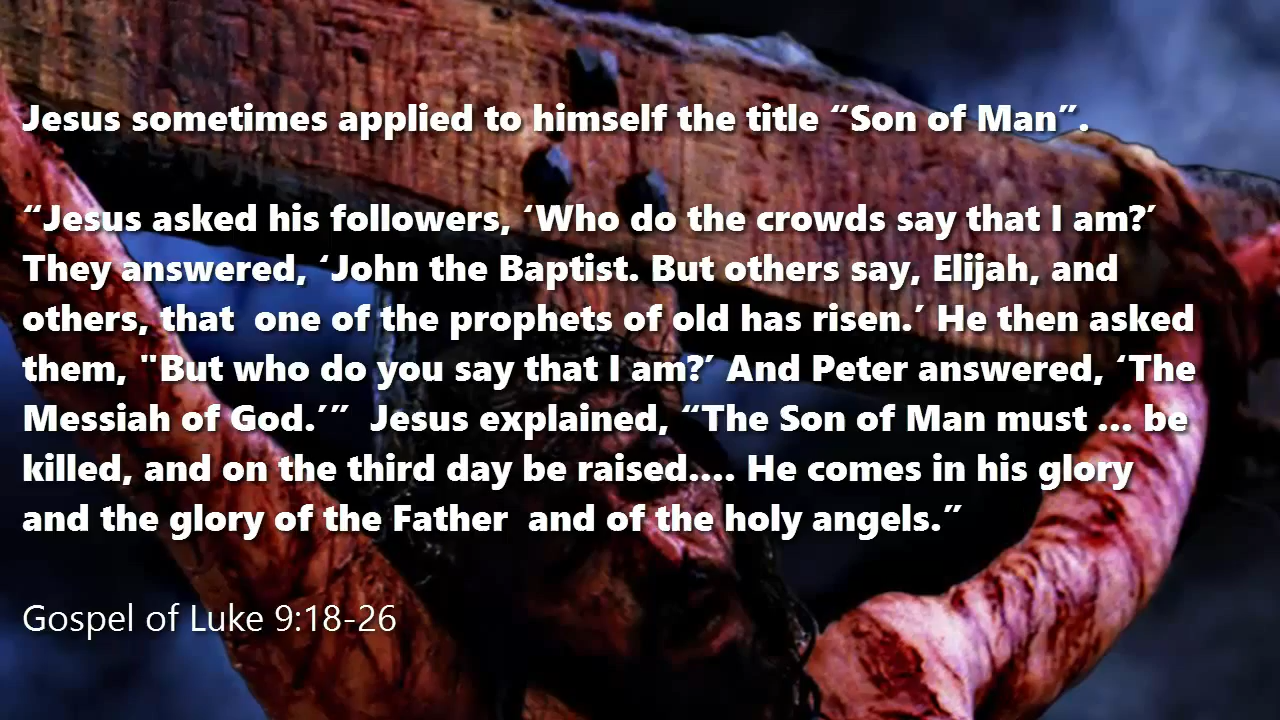 Jesus sometimes applied to himself the title “Son of Man”.
“Jesus asked his followers, ‘Who do the crowds say that I am?’
They answered, ‘John the Baptist. But others say, Elijah, and
others, that  one of the prophets of old has risen.’ He then asked
them, "But who do you say that I am?’ And Peter answered, ‘The
Messiah of God.’”  Jesus explained, “The Son of Man must ... be
killed, and on the third day be raised.... He comes in his glory
and the glory of the Father  and of the holy angels.”
Gospel of Luke 9:18-26